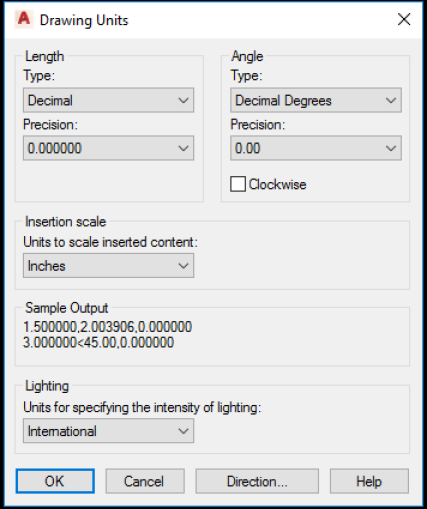 Drawing Units
Length
Type:
Decimal
Precision:
0.000000
Angle
Type:
Decimal Degrees
Precision:
0.00
Clockwise
Insertion scale
Units to scale inserted content:
Inches
Sample Output
1.500000,2.003906,0.000000
3.000000<45.00,0.000000
Lighting
Units for specifying the intensity of lighting:
International
OK
Cancel
Direction...
Help